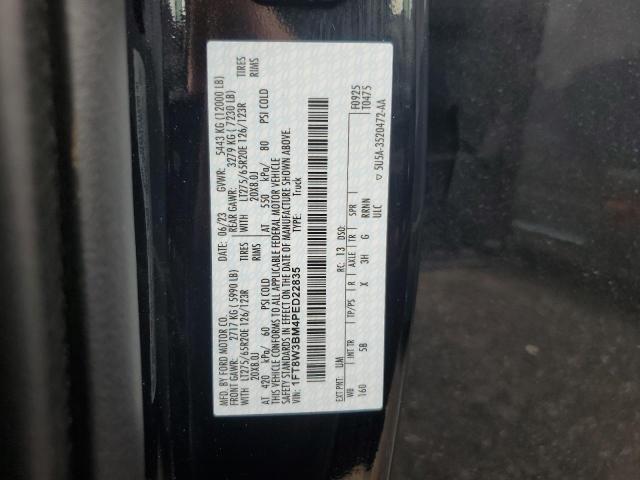 MFD. BY FORD MOTOR CO.
DATE: 06/23 GVWR: 5443 KG (12000 LB)
FRONT GAWR: 2717 KG (5990 LB) REAR GAWR: 3279 KG (7230 LB)
WITH LT275/65R20E 126/123R TIRES WITH LT275/65R20E 126/123R TIRES
20X8.0J RIMS 20X8.0J RIMS
AT 420 kPa/ 60 PSI COLD AT 550 kPa/ 80 PSI COLD
THIS VEHICLE CONFORMS TO ALL APPLICABLE FEDERAL MOTOR VEHICLE
SAFETY STANDARDS IN EFFECT ON THE DATE OF MANUFACTURE SHOWN ABOVE.
VIN: 1FT8W3BM4PED22835 TYPE: Truck
F0925
T0475
EXT PNT: UM RC: 13 DSO:
WB INT TR TP/PS R AXLE TR SPR
160 5B X 3H G RRNN
ULC ▽ 5U5A-3520472-AA